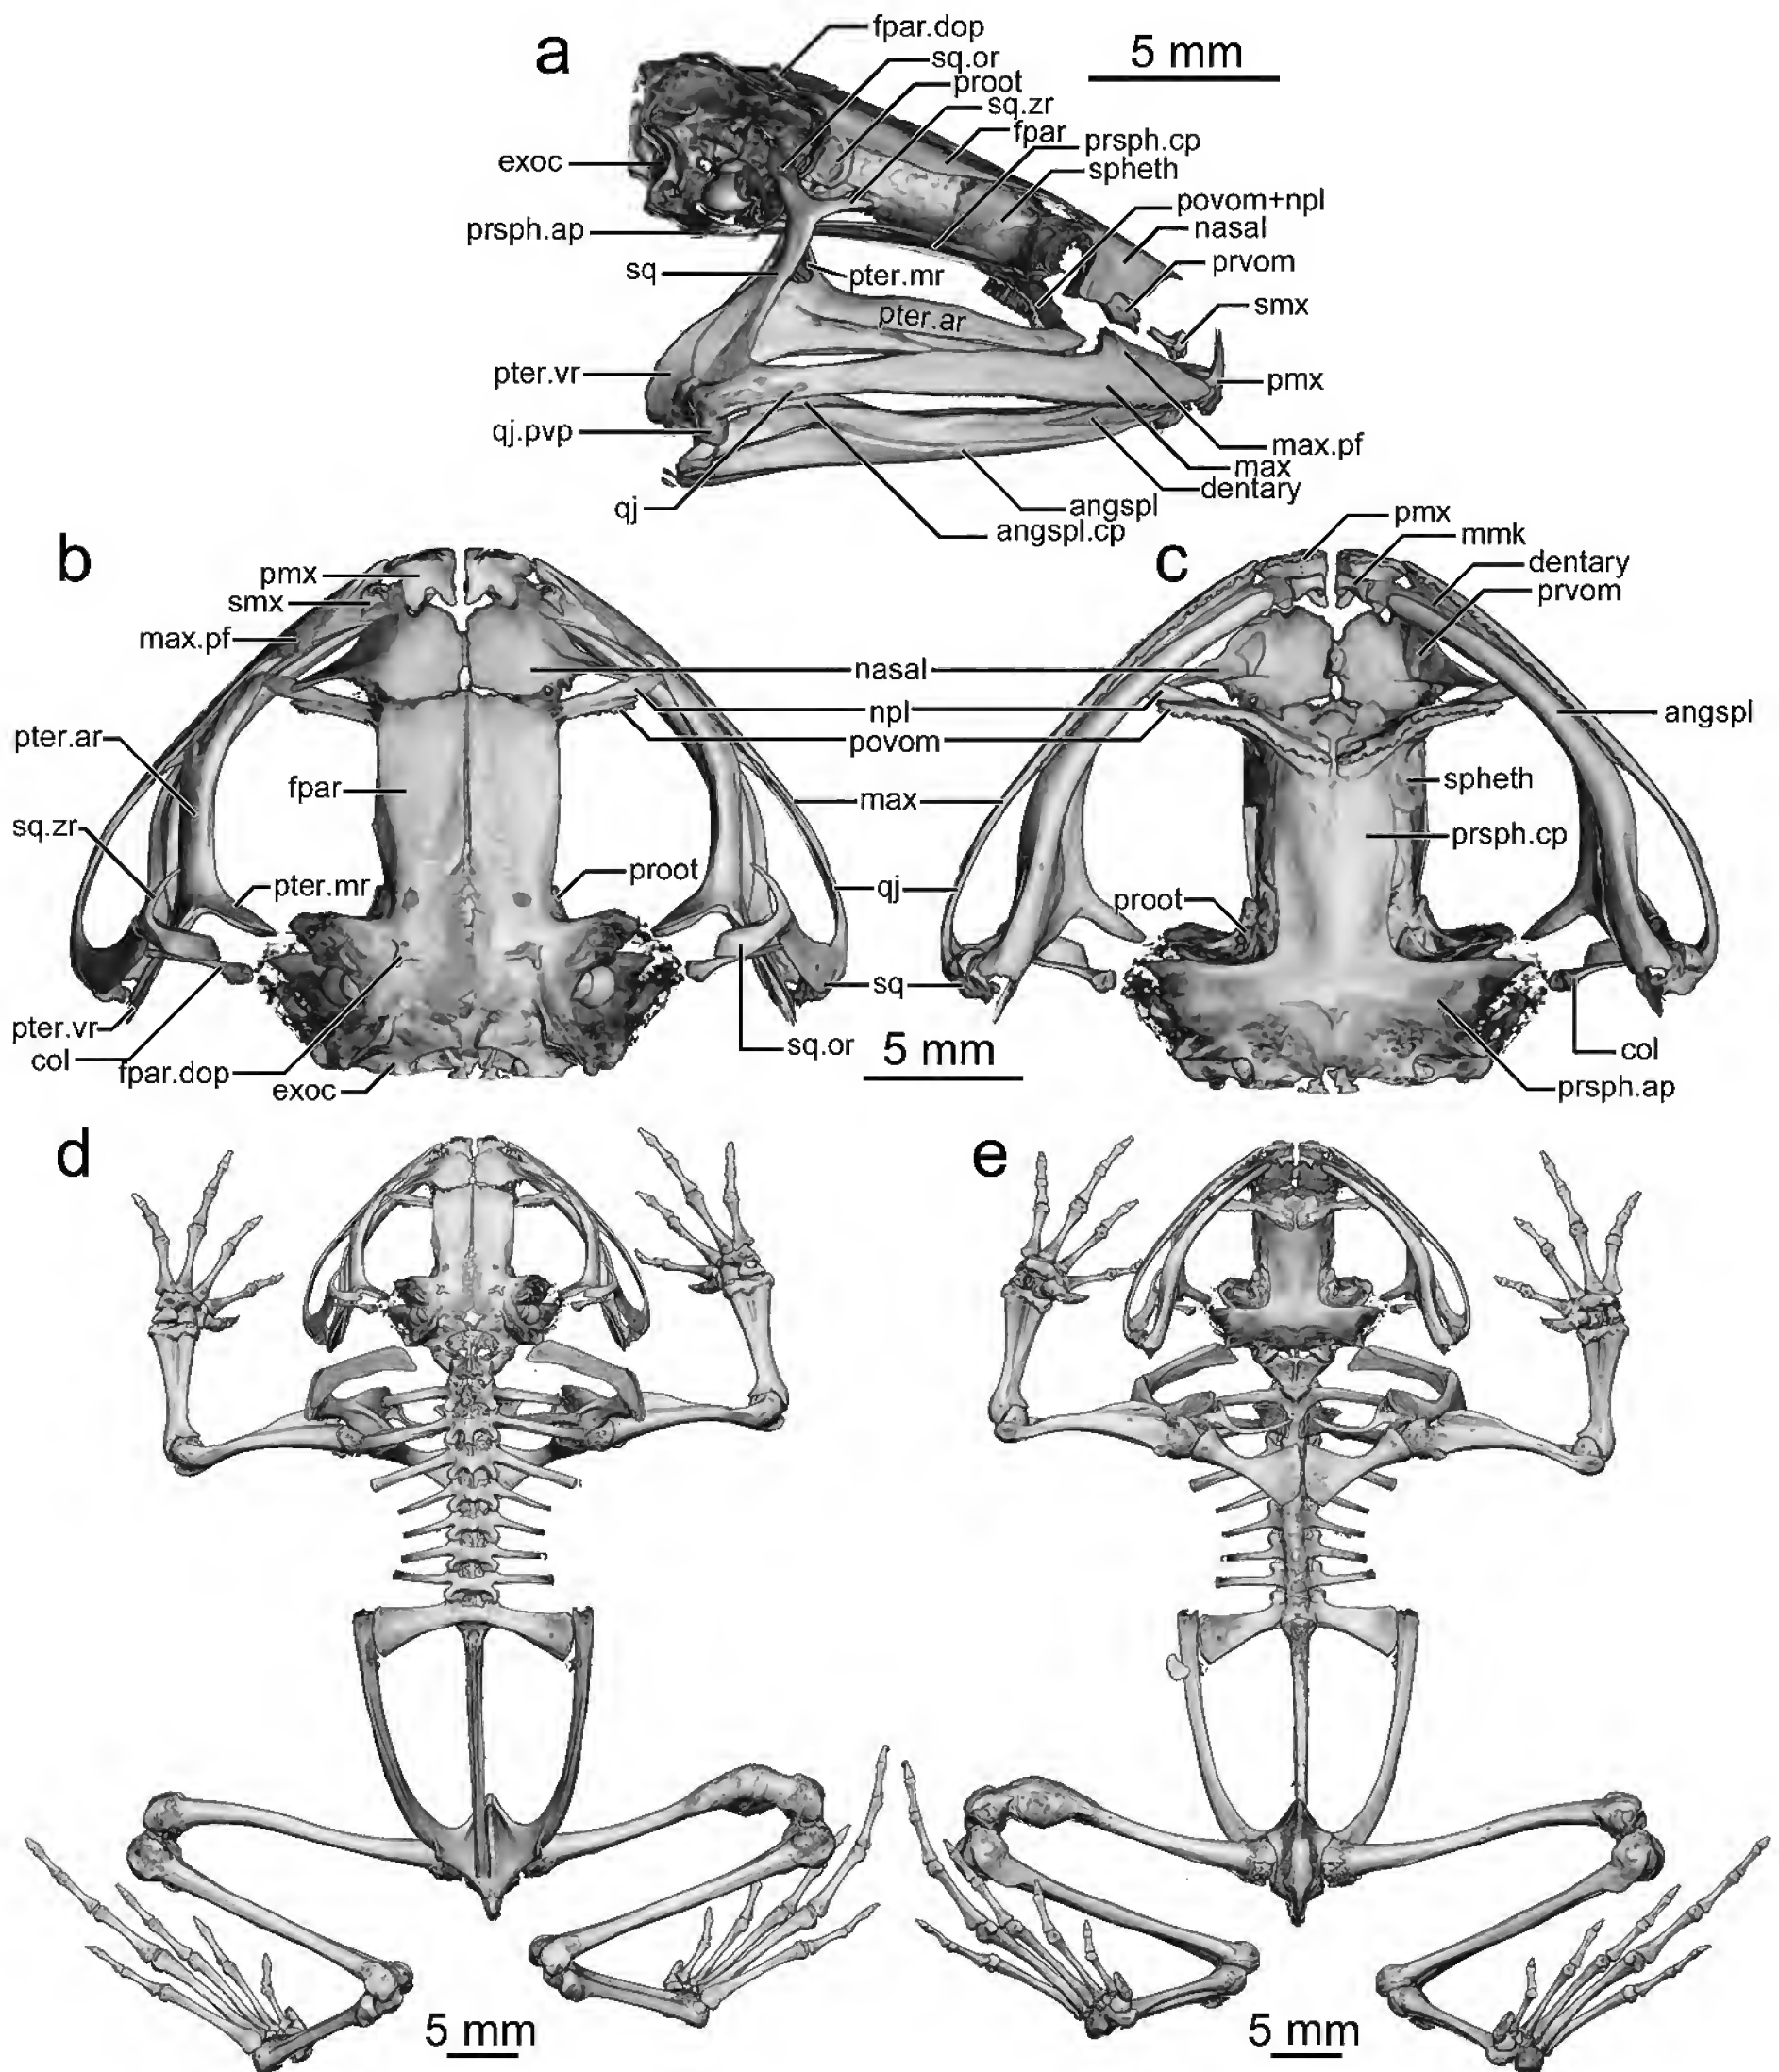 a
fpar.dop
5 mm
sq.or
proot
sq.zr
fpar
prsph.cp
exoc
spheth
povom+npl
prsph.ap
nasal
sq
pter.mr
prvom
smx
pter.ar
pter.vr
pmx
qj.pvp
max.pf
max
dentary
qj
angspl
angspl.cp
b
pmx
smx
max.pf
pter.ar
fpar
sq.zr
pter.mr
proot
pter.vr
col
fpar.dop
exoc
sq.or
nasal
npl
povom
max
qj
sq
5 mm
c
pmx
mmk
dentary
prvom
angspl
spheth
prsph.cp
proot
col
prsph.ap
d
5 mm
e
5 mm